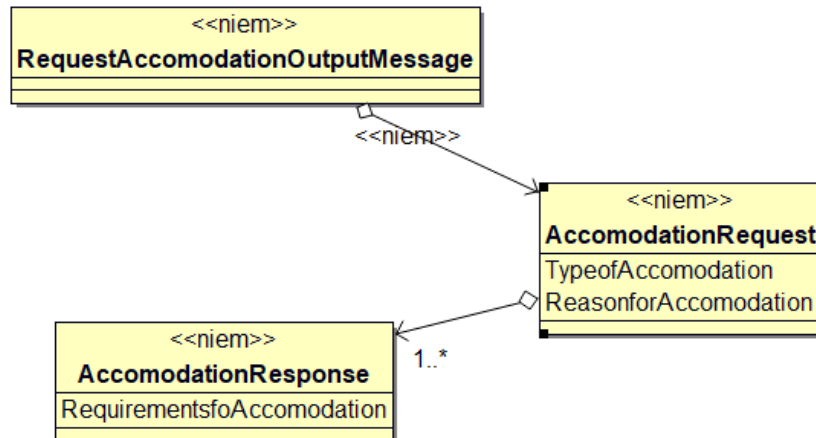 <<niem>>
RequestAccomodationOutputMessage
<<niem>>
<<niem>>
AccomodationRequest
TypeofAccomodation
ReasonforAccomodation
<<niem>>
AccomodationResponse
RequirementsfoAccomodation
1..*